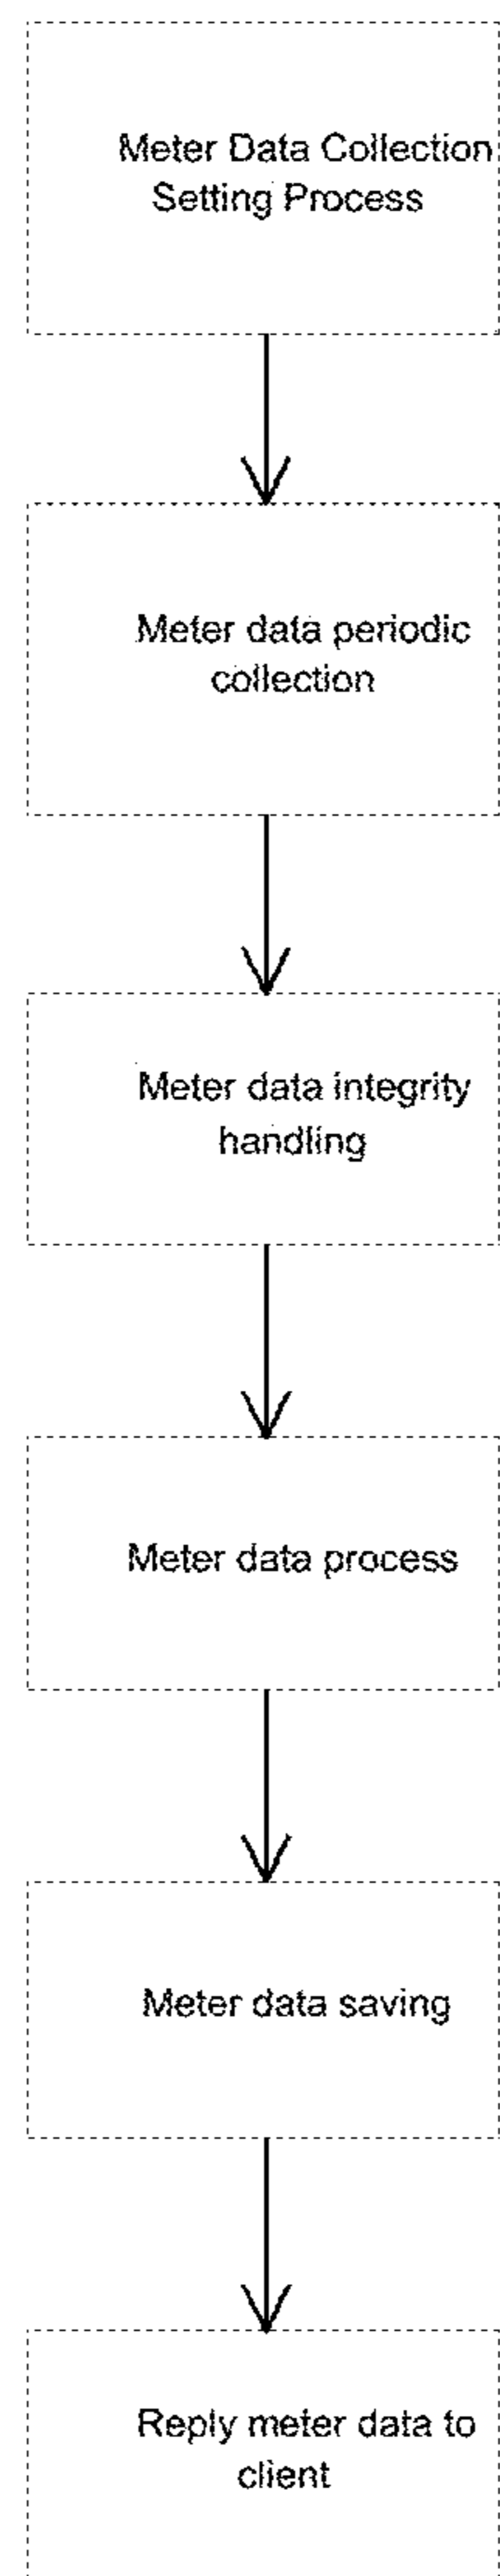 Meter Data Collection
Setting Process
Meter data periodic
collection
Meter data integrity
handling
Meter data process
Meter data saving
Reply meter data to
client